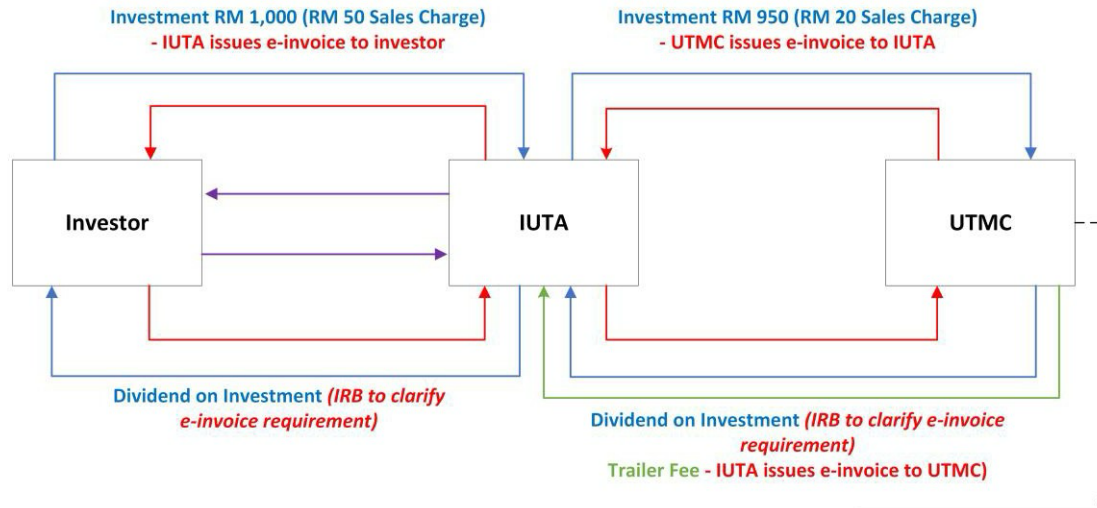 Investment RM 1,000 (RM 50 Sales Charge)
- IUTA issues e-invoice to investor
Investment RM 950 (RM 20 Sales Charge)
- UTMC issues e-invoice to IUTA
Investor
IUTA
UTMC
Dividend on Investment (IRB to clarify
e-invoice requirement)
Dividend on Investment (IRB to clarify e-invoice
requirement)
Trailer Fee - IUTA issues e-invoice to UTMC)